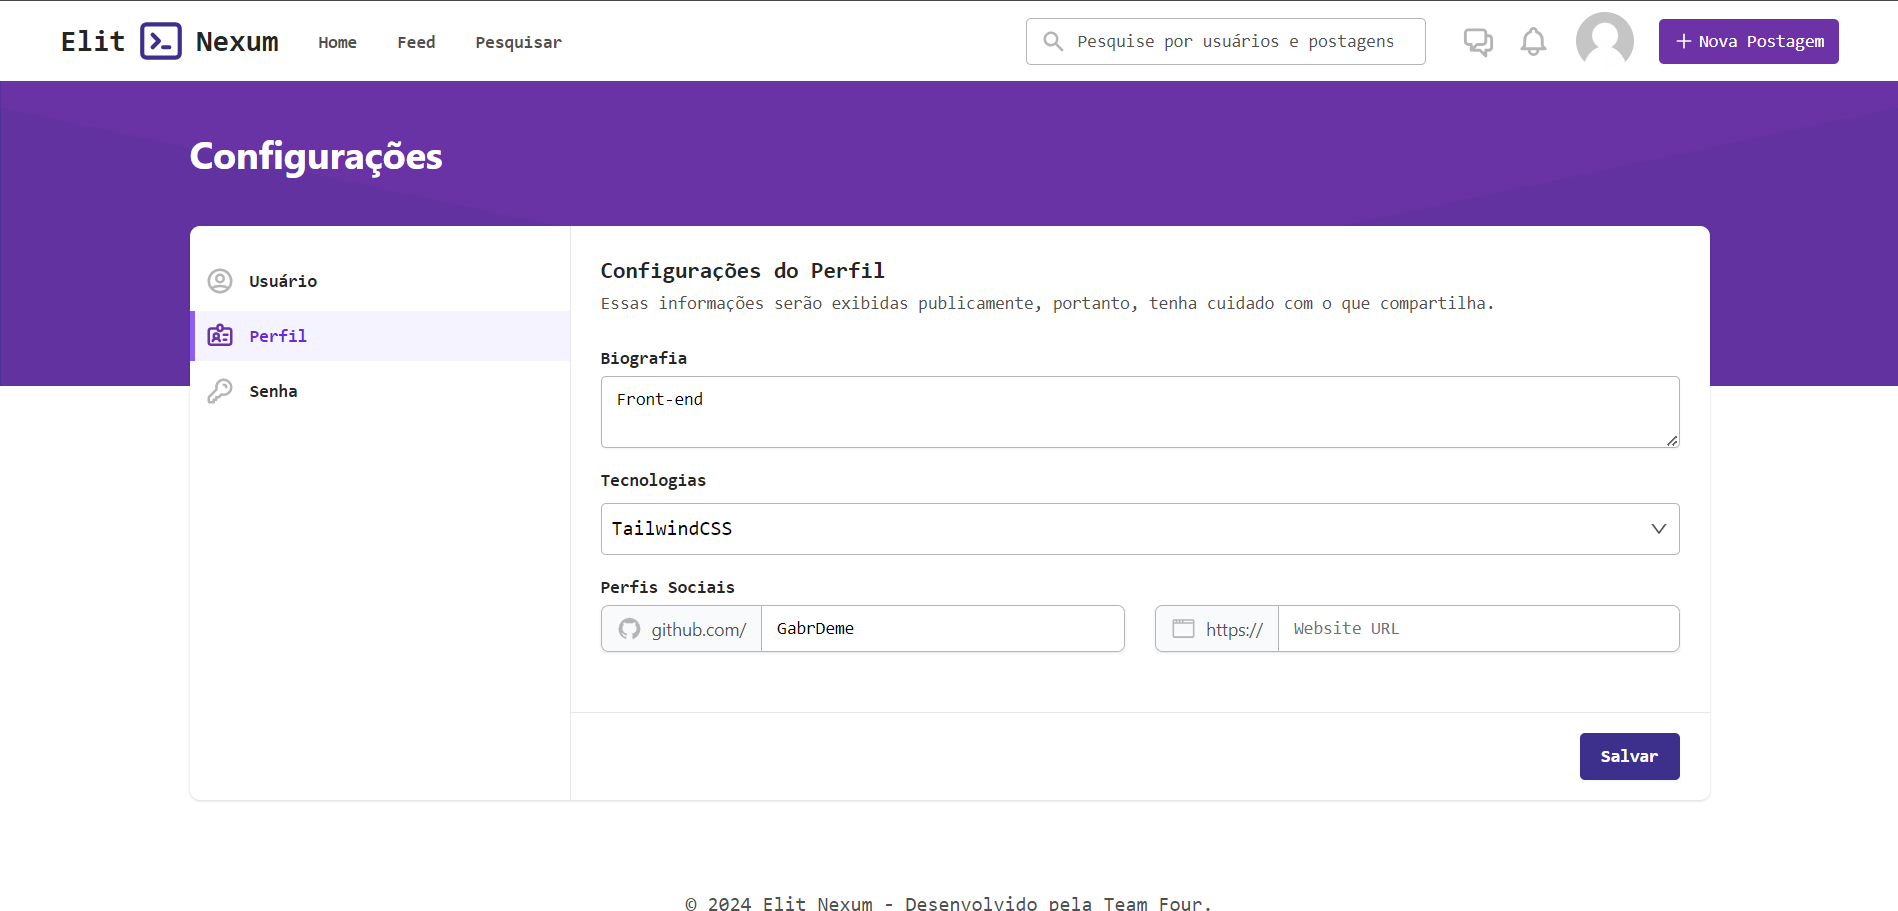 Elit Nexum Home Feed Pesquisar Pesquise por usuários e postagens Nova Postagem
Configurações
Usuário
Perfil
Senha
Configurações do Perfil
Essas informações serão exibidas publicamente, portanto, tenha cuidado com o que compartilha.
Biografia
Front-end
Tecnologias
TailwindCSS
Perfis Sociais
github.com/ GabrDeme https:// Website URL
Salvar
© 2024 Elit Nexum - Desenvolvido pela Team Four.